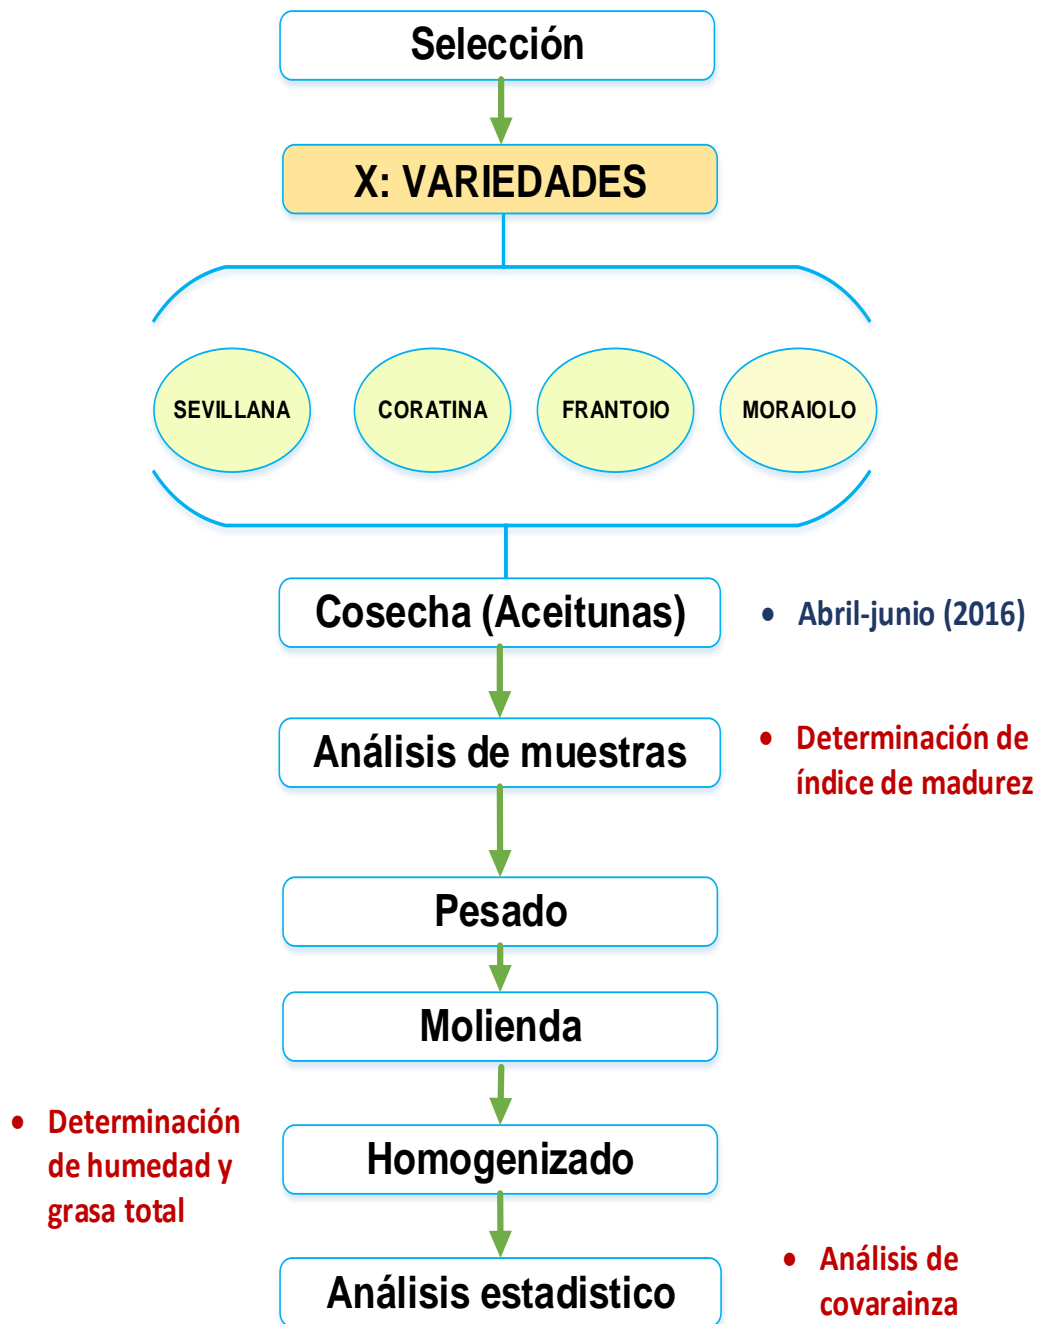 Selección
X: VARIEDADES
SEVILLANA
CORATINA
FRANTOIO
MORAIOLO
Cosecha (Aceitunas)
• Abril-junio (2016)
Análisis de muestras
• Determinación de
índice de madurez
Pesado
Molienda
• Determinación
de humedad y
grasa total
Homogenizado
Análisis estadistico
• Análisis de
covarainza